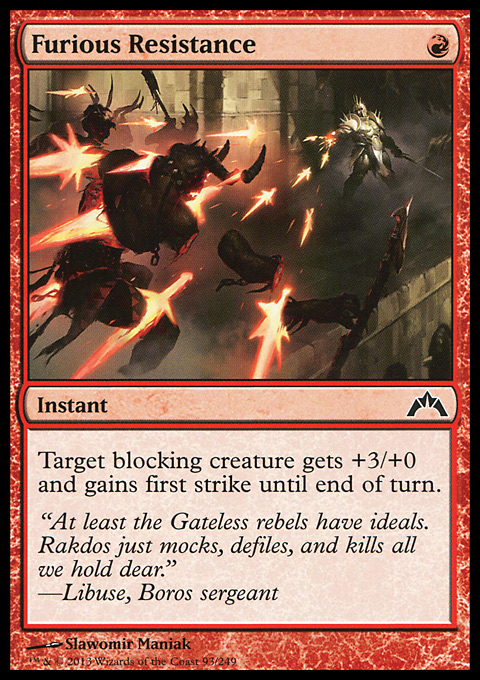 Furious Resistance
Instant
Target blocking creature gets +3/+0
and gains first strike until end of turn.
“At least the Gateless rebels have ideals.
Rakdos just mocks, defiles, and kills all
we hold dear.”
—Libuse, Boros sergeant
Slawomir Maniak
™ & © 2013 Wizards of the Coast 93/249